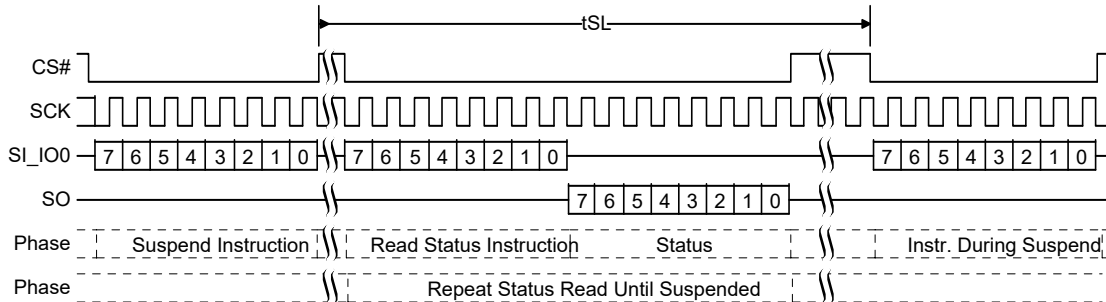 tSL
CS#
SCK
SI_IO0 7 6 5 4 3 2 1 0 7 6 5 4 3 2 1 0 7 6 5 4 3 2 1 0
SO 7 6 5 4 3 2 1 0
Phase Suspend Instruction Read Status Instruction Status Instr. During Suspend
Phase Repeat Status Read Until Suspended